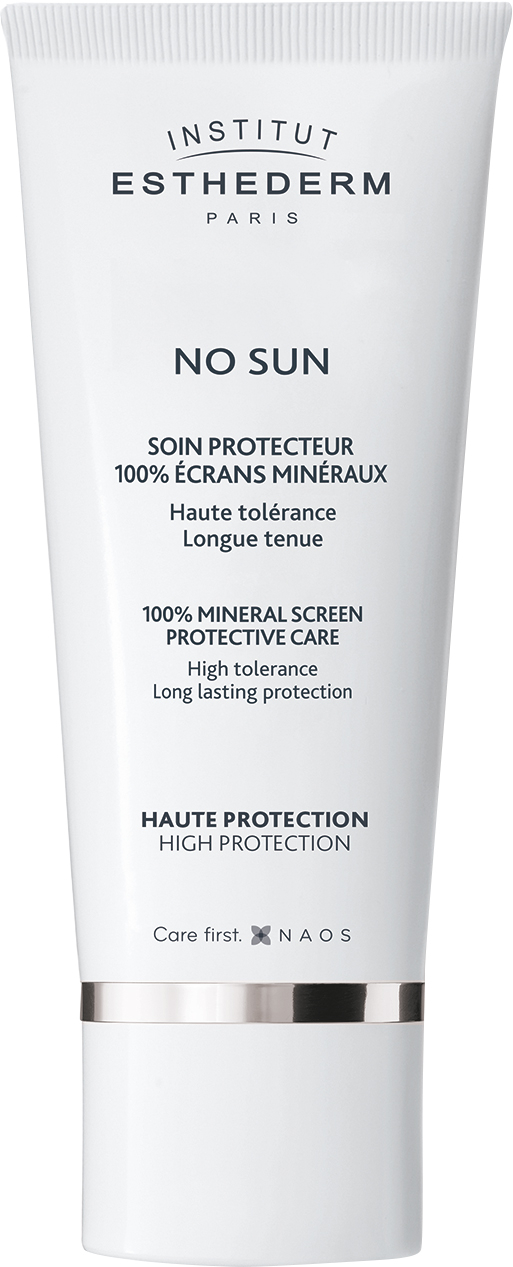 INSTITUT
ESTHEDERM
PARIS
NO SUN
SOIN PROTECTEUR
100% ÉCRANS MINÉRAUX
Haute tolérance
Longue tenue
100% MINERAL SCREEN
PROTECTIVE CARE
High tolerance
Long lasting protection
HAUTE PROTECTION
HIGH PROTECTION
Care first. NAOS